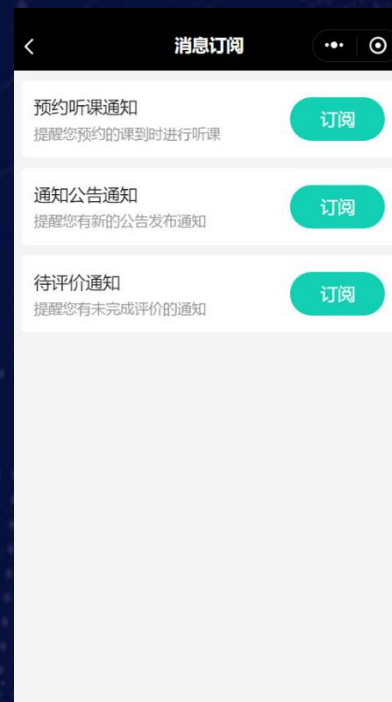 消息订阅
预约听课通知
订阅
提醒您预约的课到时进行听课
通知公告通知
订阅
提醒您有新的公告发布通知
待评价通知
订阅
提醒您有未完成评价的通知